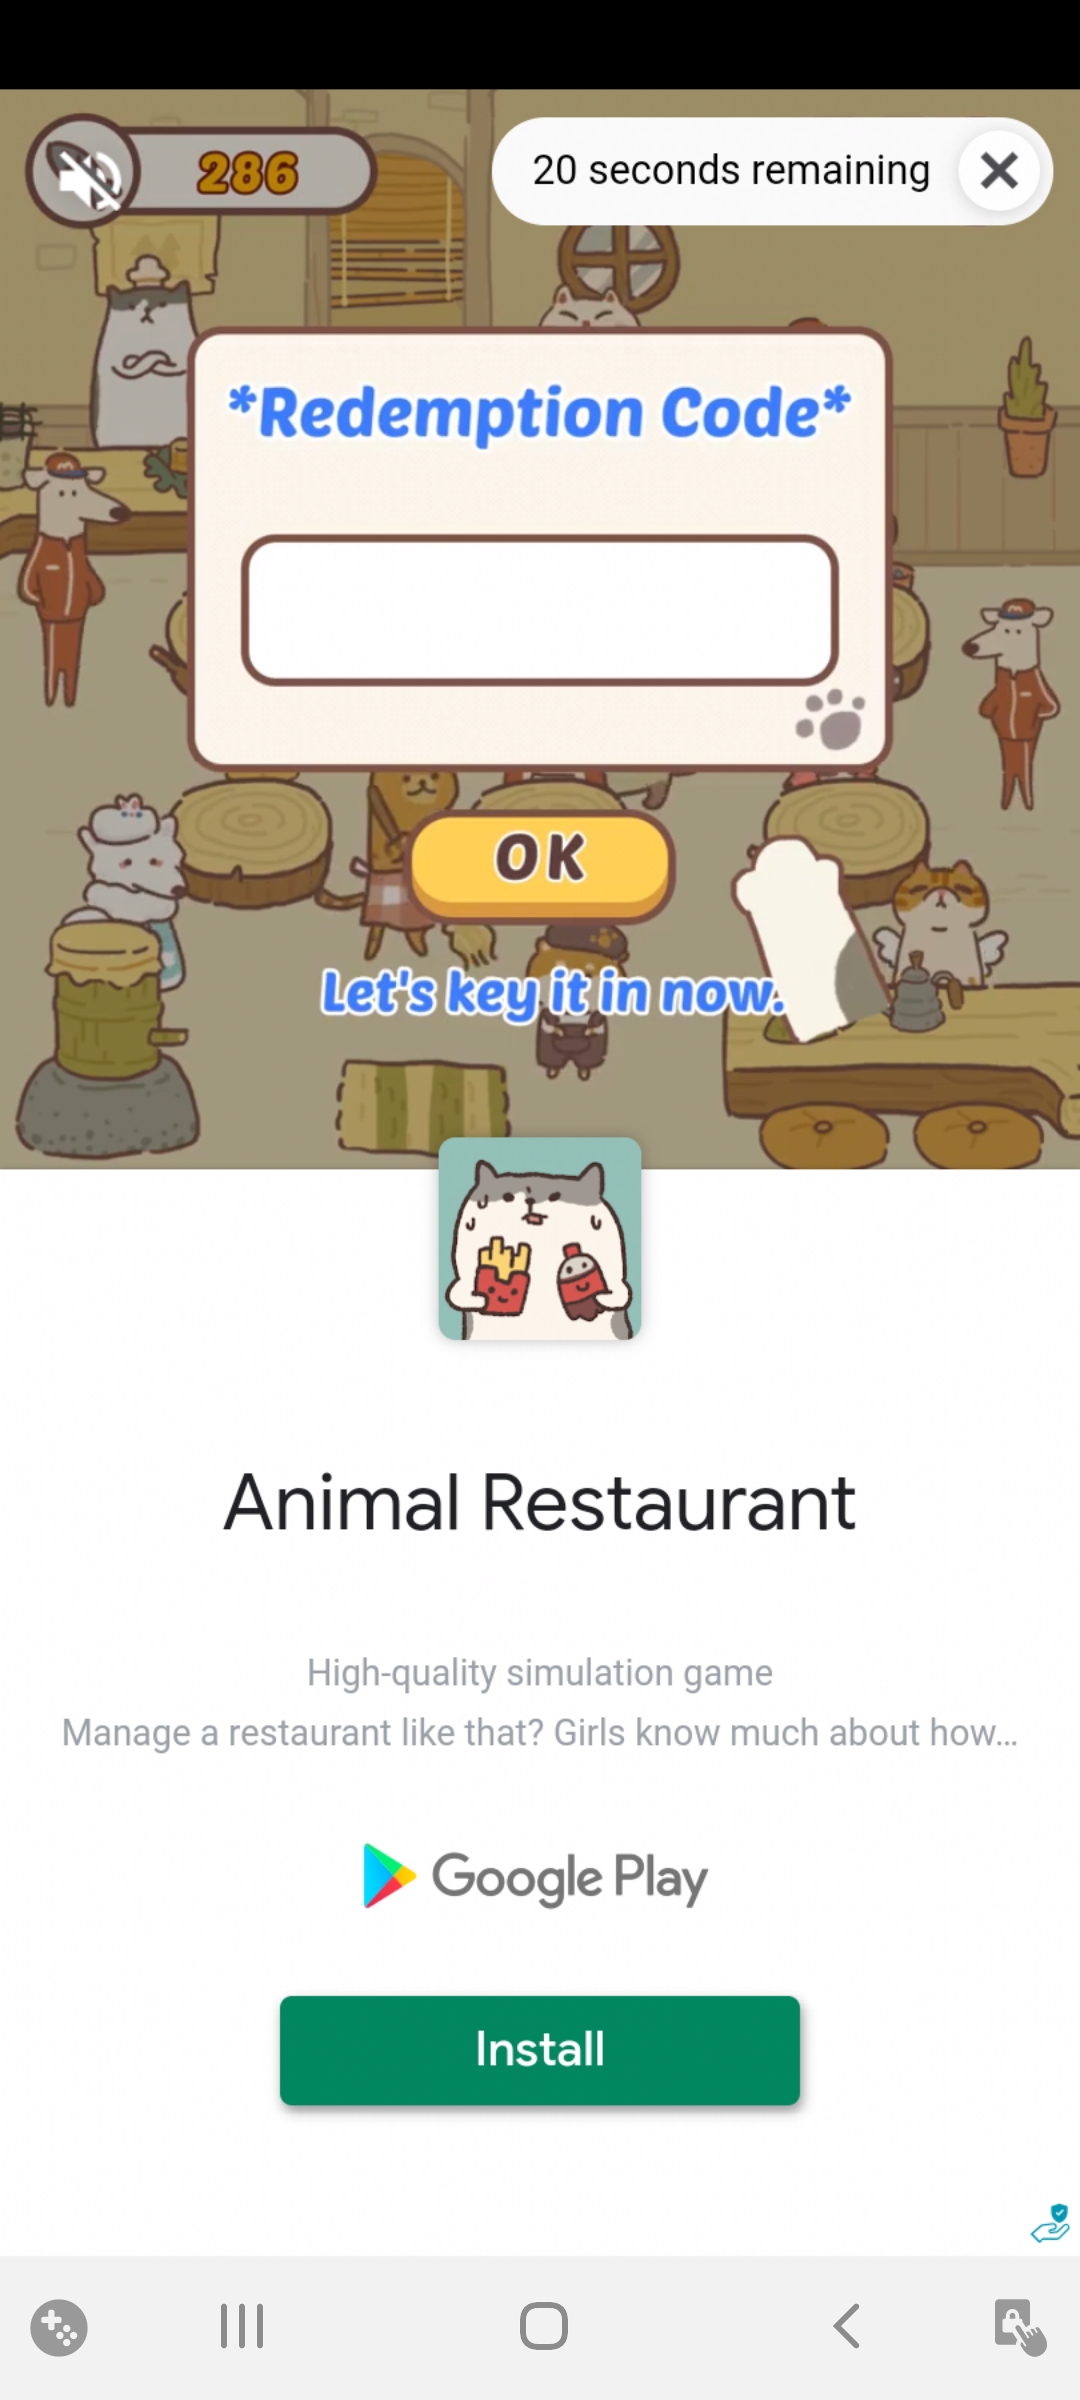 286
20 seconds remaining
*Redemption Code*
OK
Let's key it in now.
Animal Restaurant
High-quality simulation game
Manage a restaurant like that? Girls know much about how...
Google Play
Install